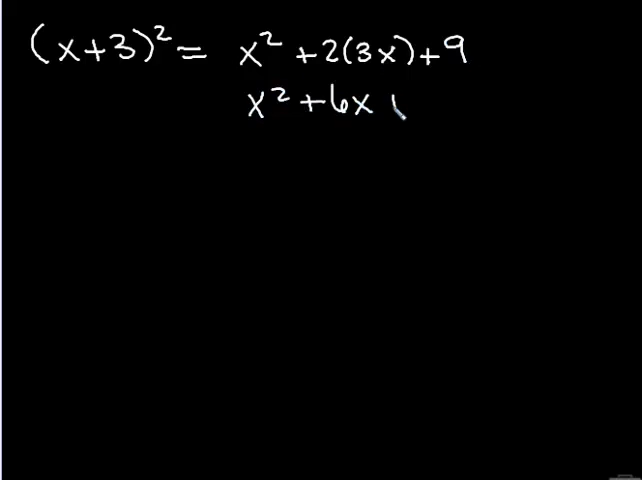 (x+3)² = x² + 2(3x) + 9
x² + 6x